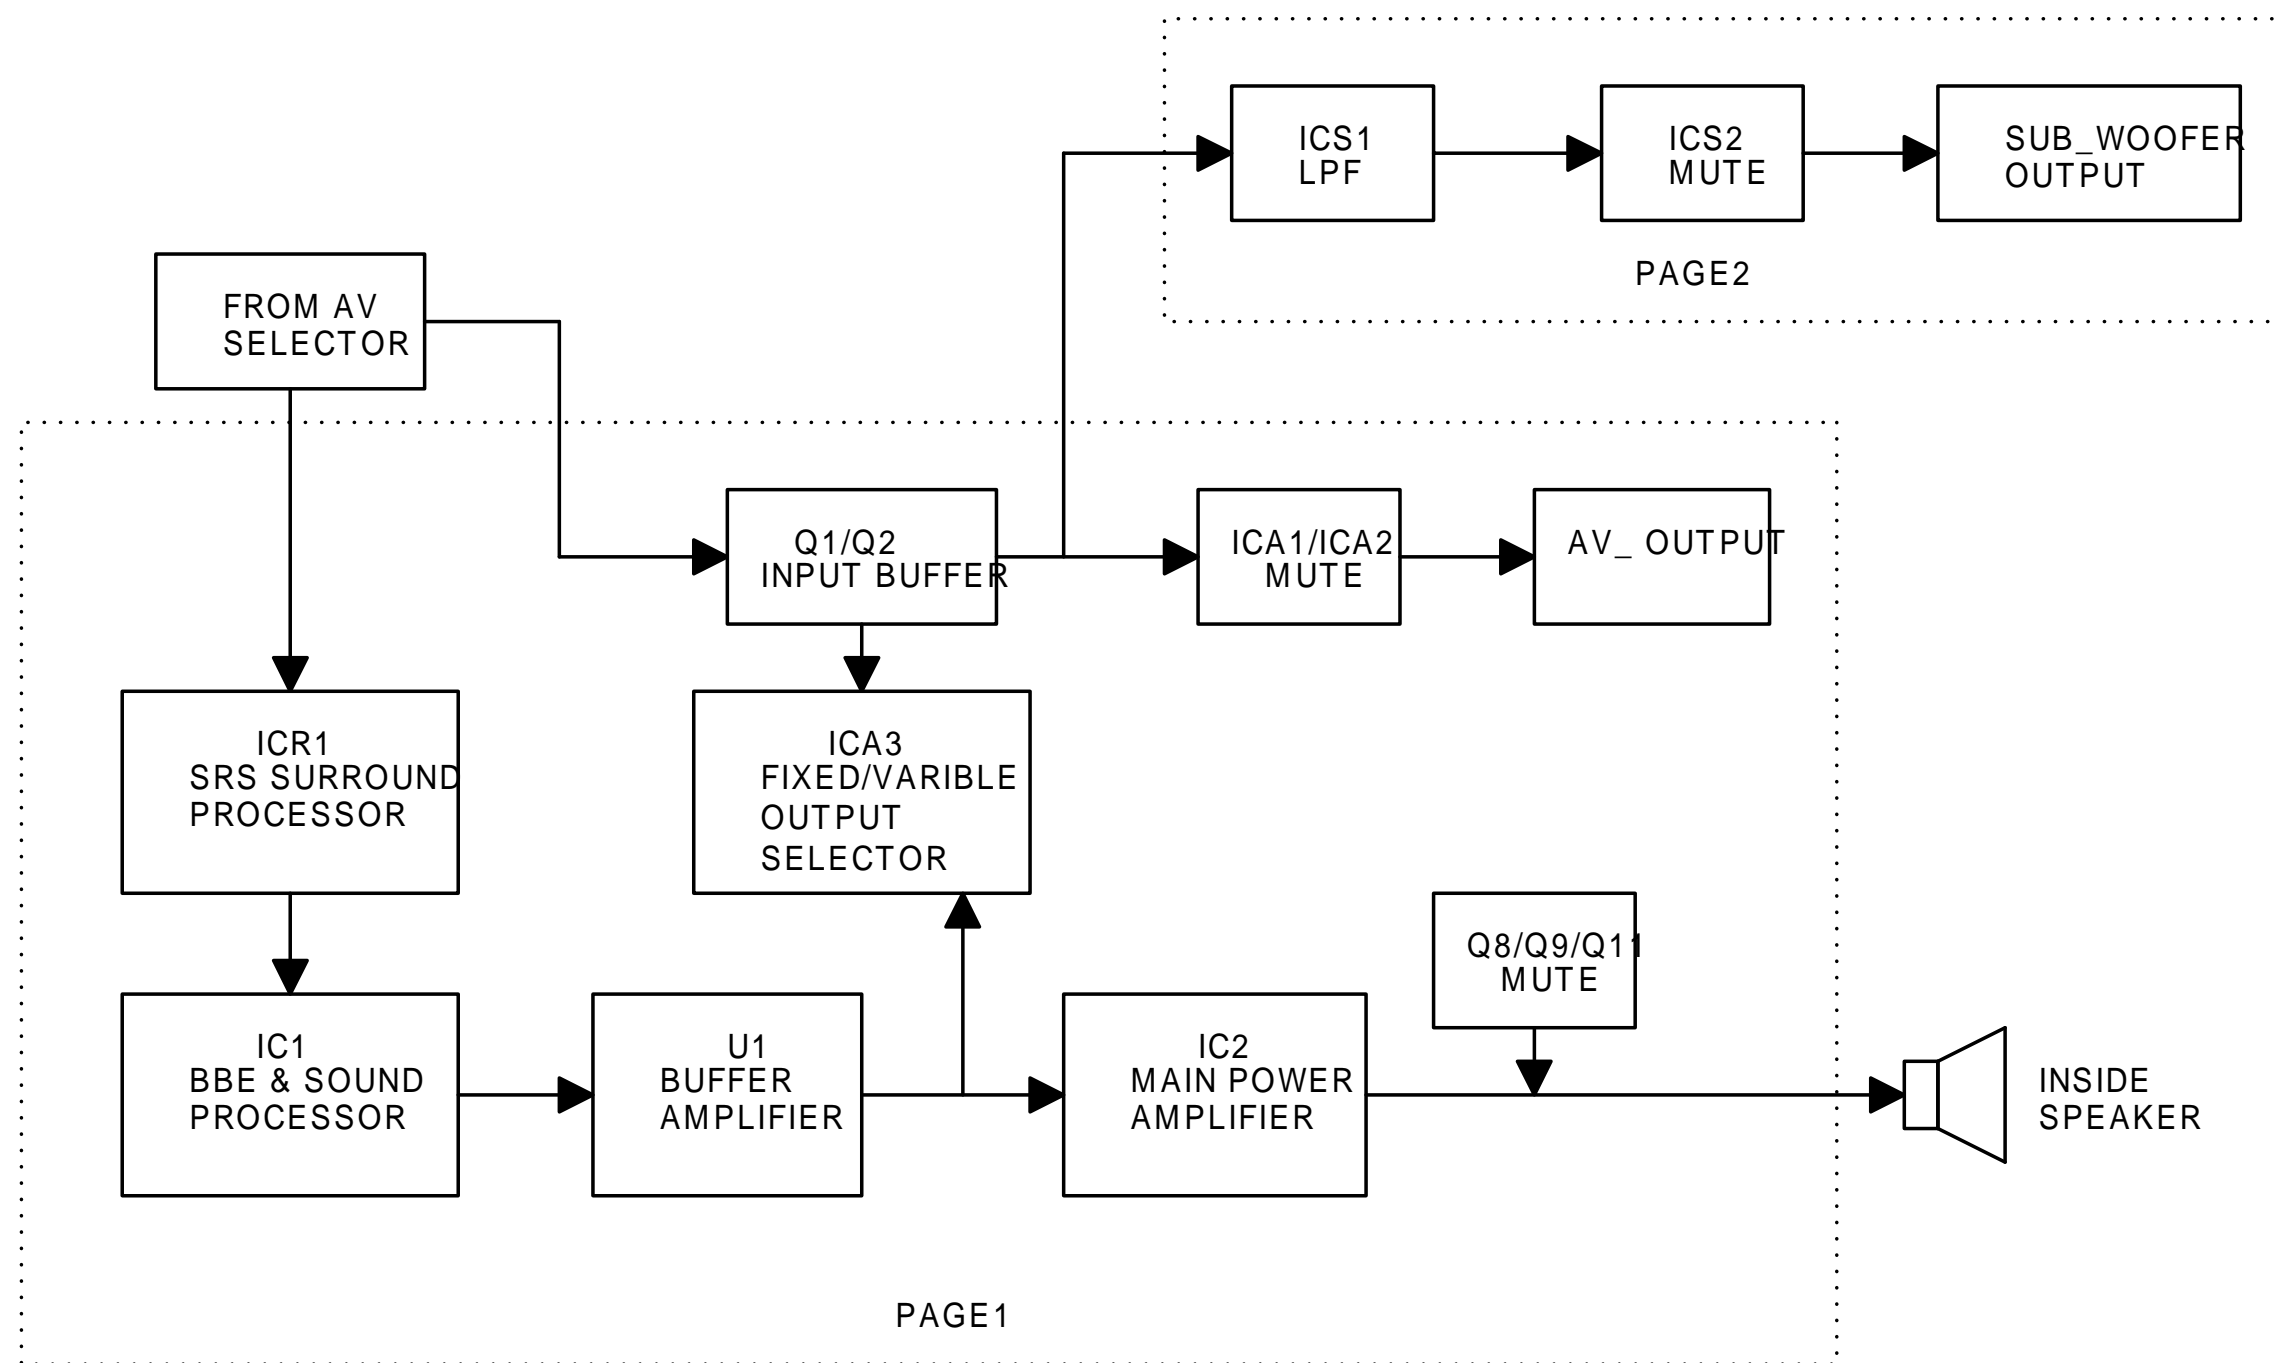 ICS1
LPF
ICS2
MUTE
SUB_WOOFER
OUTPUT
PAGE2
FROM AV
SELECTOR
Q1/Q2
INPUT BUFFER
ICA1/ICA2
MUTE
AV_ OUTPUT
ICR1
SRS SURROUND
PROCESSOR
ICA3
FIXED/VARIBLE
OUTPUT
SELECTOR
Q8/Q9/Q11
MUTE
IC1
BBE & SOUND
PROCESSOR
U1
BUFFER
AMPLIFIER
IC2
MAIN POWER
AMPLIFIER
INSIDE
SPEAKER
PAGE1